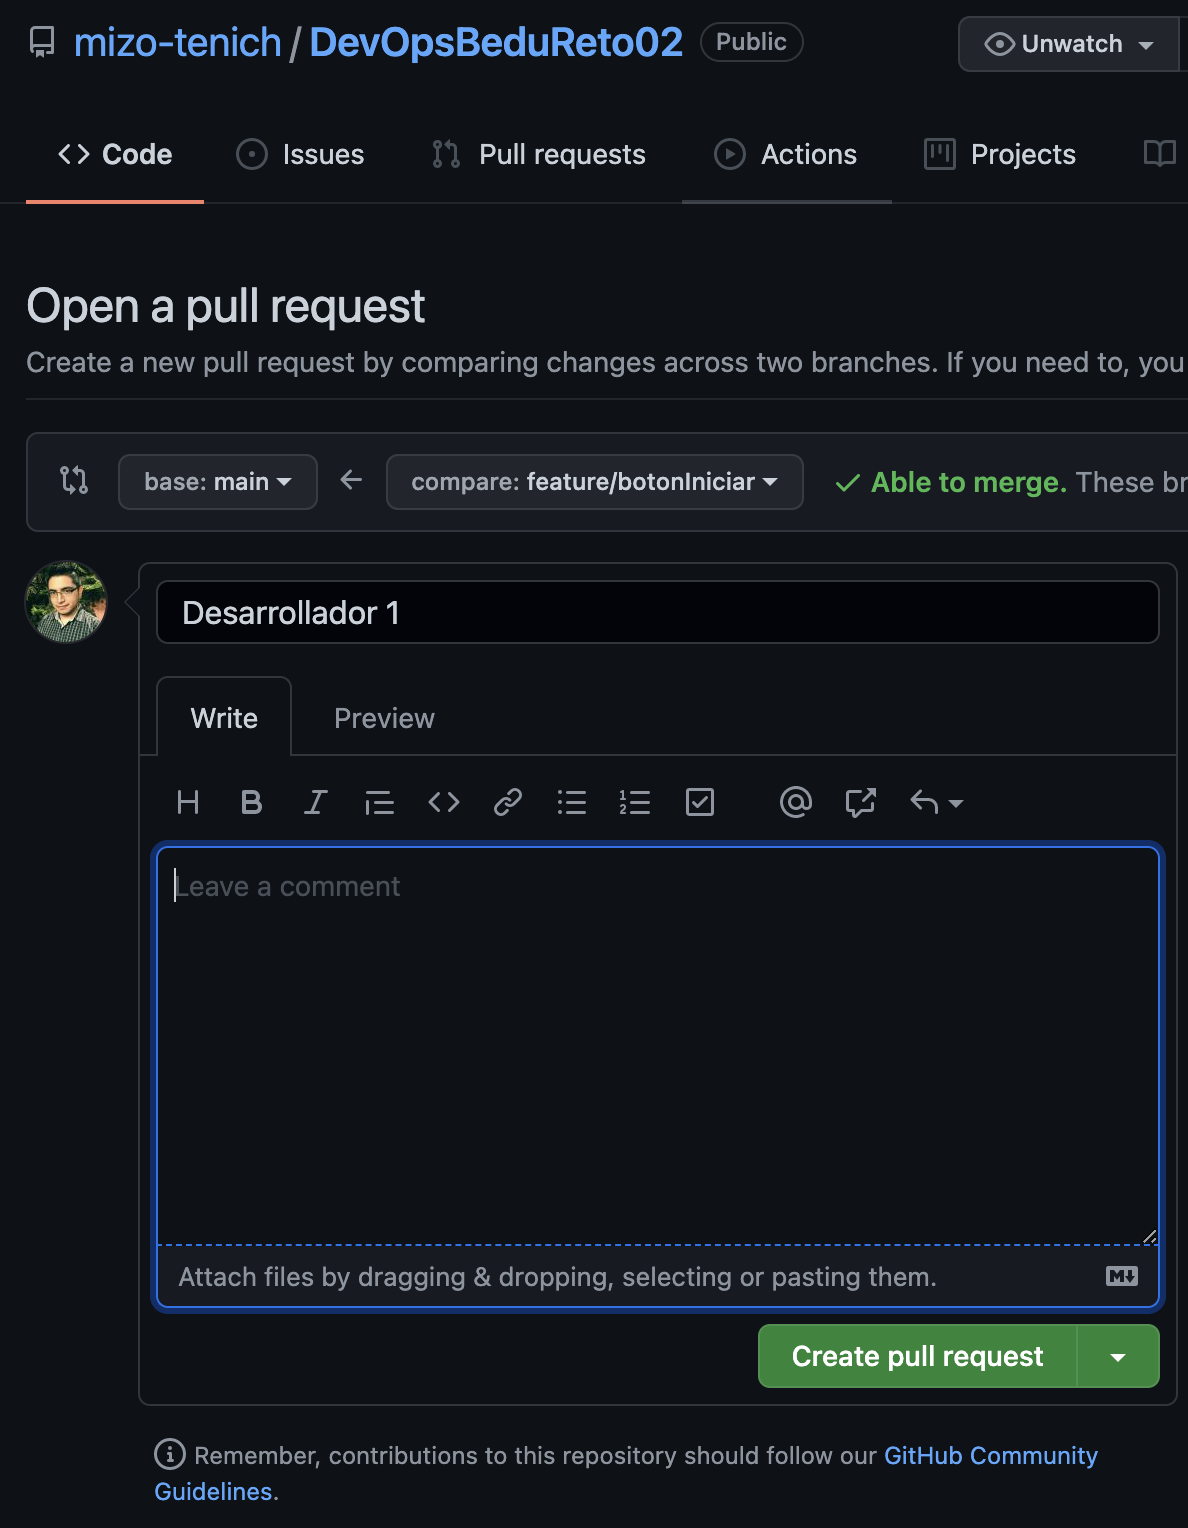 mizo-tenich / DevOpsBeduReto02 Public Unwatch
Code Issues Pull requests Actions Projects
Open a pull request
Create a new pull request by comparing changes across two branches. If you need to, you
base: main compare: feature/botonIniciar Able to merge. These br
Desarrollador 1
Write Preview
Leave a comment
Attach files by dragging & dropping, selecting or pasting them.
Create pull request
Remember, contributions to this repository should follow our GitHub Community
Guidelines.